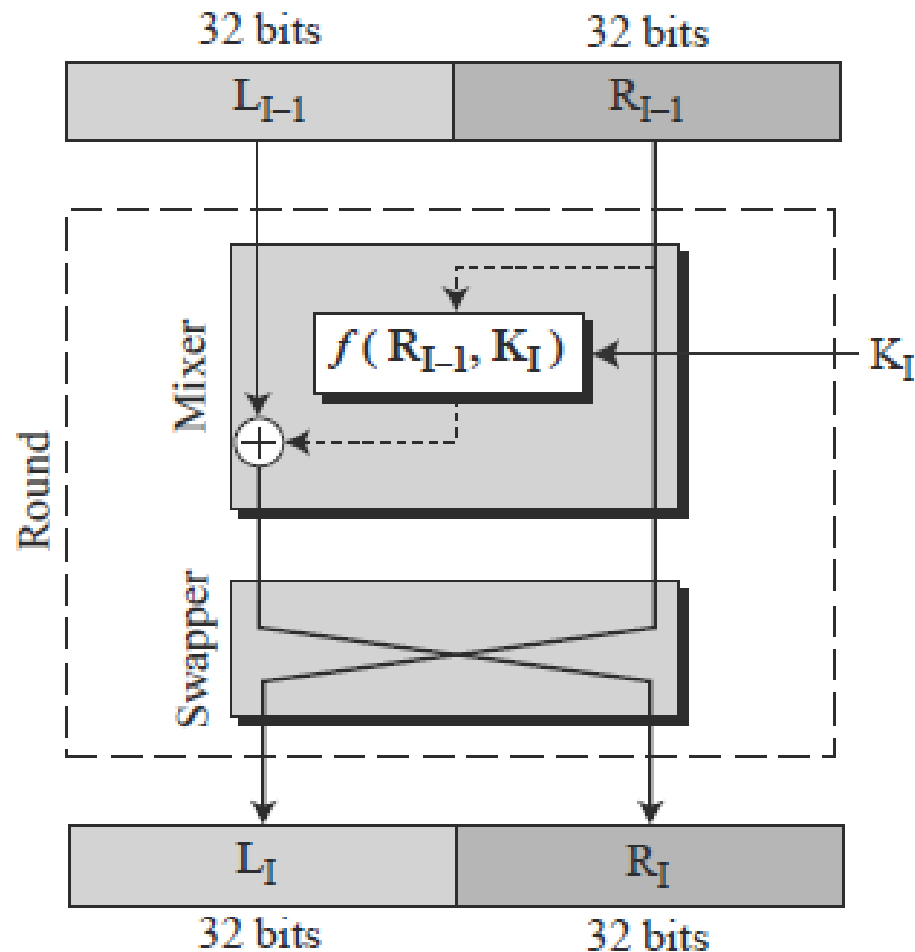 32 bits 32 bits
L_{I–1} R_{I–1}
Mixer
f( R_{I–1}, K_I )
K_I
Round
Swapper
L_I R_I
32 bits 32 bits